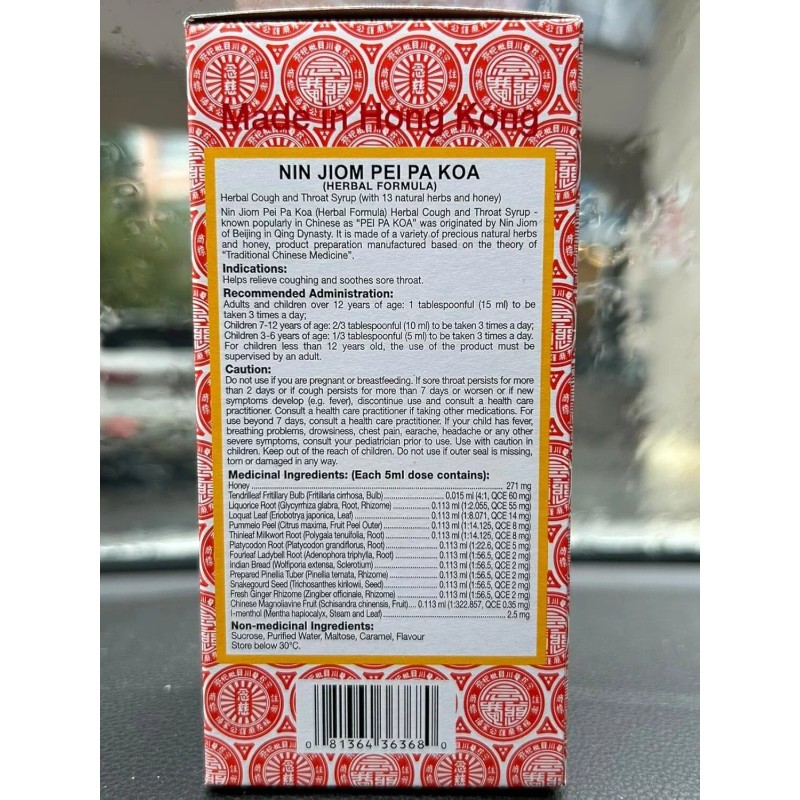 Made in Hong Kong
念慈
念慈
NIN JIOM PEI PA KOA
(HERBAL FORMULA)
Herbal Cough and Throat Syrup (with 13 natural herbs and honey)
Nin Jiom Pei Pa Koa (Herbal Formula) Herbal Cough and Throat Syrup -
known popularly in Chinese as "PEI PA KOA" was originated by Nin Jiom
of Beijing in Qing Dynasty. It is made of a variety of precious natural herbs
and honey, product preparation manufactured based on the theory of
"Traditional Chinese Medicine".
Indications:
Helps relieve coughing and soothes sore throat.
Recommended Administration:
Adults and children over 12 years of age: 1 tablespoonful (15 ml) to be
taken 3 times a day;
Children 7-12 years of age: 2/3 tablespoonful (10 ml) to be taken 3 times a day;
Children 3-6 years of age: 1/3 tablespoonful (5 ml) to be taken 3 times a day.
For children less than 12 years old, the use of the product must be
supervised by an adult.
Caution:
Do not use if you are pregnant or breastfeeding. If sore throat persists for more
than 2 days or if cough persists for more than 7 days or worsen or if new
symptoms develop (e.g. fever), discontinue use and consult a health care
practitioner. Consult a health care practitioner if taking other medications. For
use beyond 7 days, consult a health care practitioner. If your child has fever,
breathing problems, drowsiness, chest pain, earache, headache or any other
severe symptoms, consult your pediatrician prior to use. Use with caution in
children. Keep out of the reach of children. Do not use if outer seal is missing,
torn or damaged in any way.
Medicinal Ingredients: (Each 5ml dose contains):
Honey 271 mg
Tendrilleaf Fritillary Bulb (Fritillaria cirrhosa, Bulb) 0.015 ml (4:1, QCE 60 mg)
Liquorice Root (Glycyrrhiza glabra, Root, Rhizome) 0.113 ml (1:2.055, QCE 55 mg)
Loquat Leaf (Eriobotrya japonica, Leaf) 0.113 ml (1:8.071, QCE 14 mg)
Pummelo Peel (Citrus maxima, Fruit Peel Outer) 0.113 ml (1:14.125, QCE 8 mg)
Thinleaf Milkwort Root (Polygala tenuifolia, Root) 0.113 ml (1:14.125, QCE 8 mg)
Platycodon Root (Platycodon grandiflorus, Root) 0.113 ml (1:22.6, QCE 5 mg)
Fourleaf Ladybell Root (Adenophora triphylla, Root) 0.113 ml (1:56.5, QCE 2 mg)
Indian Bread (Wolfiporia extensa, Sclerotium) 0.113 ml (1:56.5, QCE 2 mg)
Prepared Pinellia Tuber (Pinellia ternata, Rhizome) 0.113 ml (1:56.5, QCE 2 mg)
Snakegourd Seed (Trichosanthes kirilowii, Seed) 0.113 ml (1:56.5, QCE 2 mg)
Fresh Ginger Rhizome (Zingiber officinale, Rhizome) 0.113 ml (1:56.5, QCE 2 mg)
Chinese Magnoliavine Fruit (Schisandra chinensis, Fruit) 0.113 ml (1:322.857, QCE 0.35 mg)
l-menthol (Mentha haplocalyx, Steam and Leaf) 2.5 mg
Non-medicinal Ingredients:
Sucrose, Purified Water, Maltose, Caramel, Flavour
Store below 30°C.
念慈
0 81364 36368 0